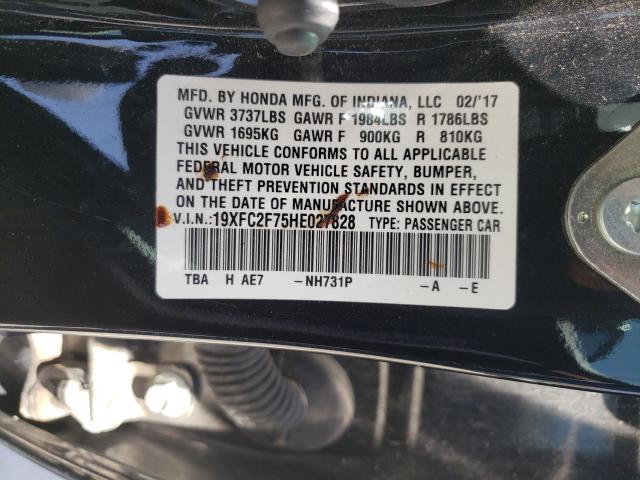 MFD. BY HONDA MFG. OF INDIANA, LLC 02/'17
GVWR 3737LBS GAWR F 1984LBS R 1786LBS
GVWR 1695KG GAWR F 900KG R 810KG
THIS VEHICLE CONFORMS TO ALL APPLICABLE
FEDERAL MOTOR VEHICLE SAFETY, BUMPER,
AND THEFT PREVENTION STANDARDS IN EFFECT
ON THE DATE OF MANUFACTURE SHOWN ABOVE.
V.I.N.:19XFC2F75HE027828 TYPE: PASSENGER CAR
TBA H AE7 -NH731P -A -E